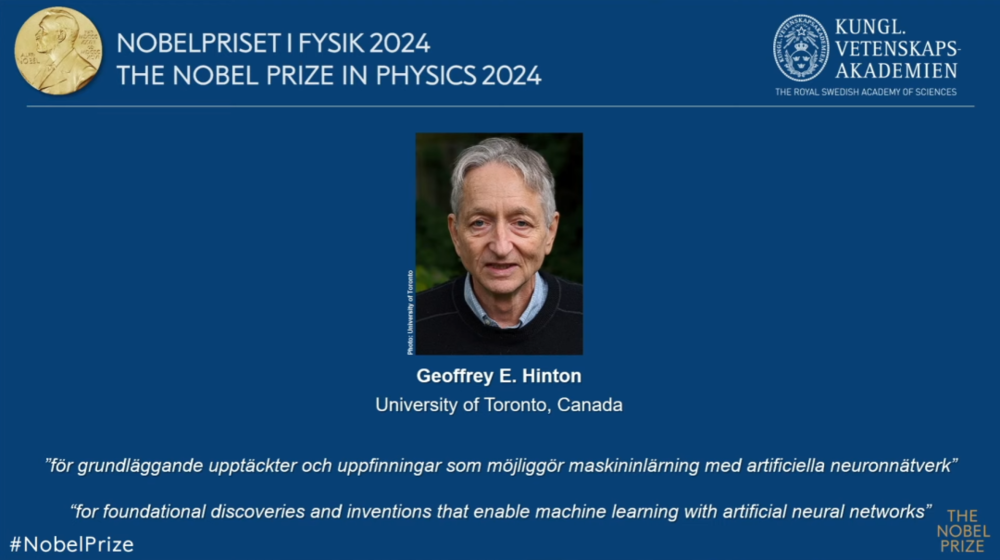 NOBELPRISET I FYSIK 2024
THE NOBEL PRIZE IN PHYSICS 2024
KUNGL.
VETENSKAPS-
AKADEMIEN
THE ROYAL SWEDISH ACADEMY OF SCIENCES
Photo: University of Toronto
Geoffrey E. Hinton
University of Toronto, Canada
”för grundläggande upptäckter och uppfinningar som möjliggör maskininlärning med artificiella neuronnätverk”
“for foundational discoveries and inventions that enable machine learning with artificial neural networks”
#NobelPrize
THE
NOBEL
PRIZE